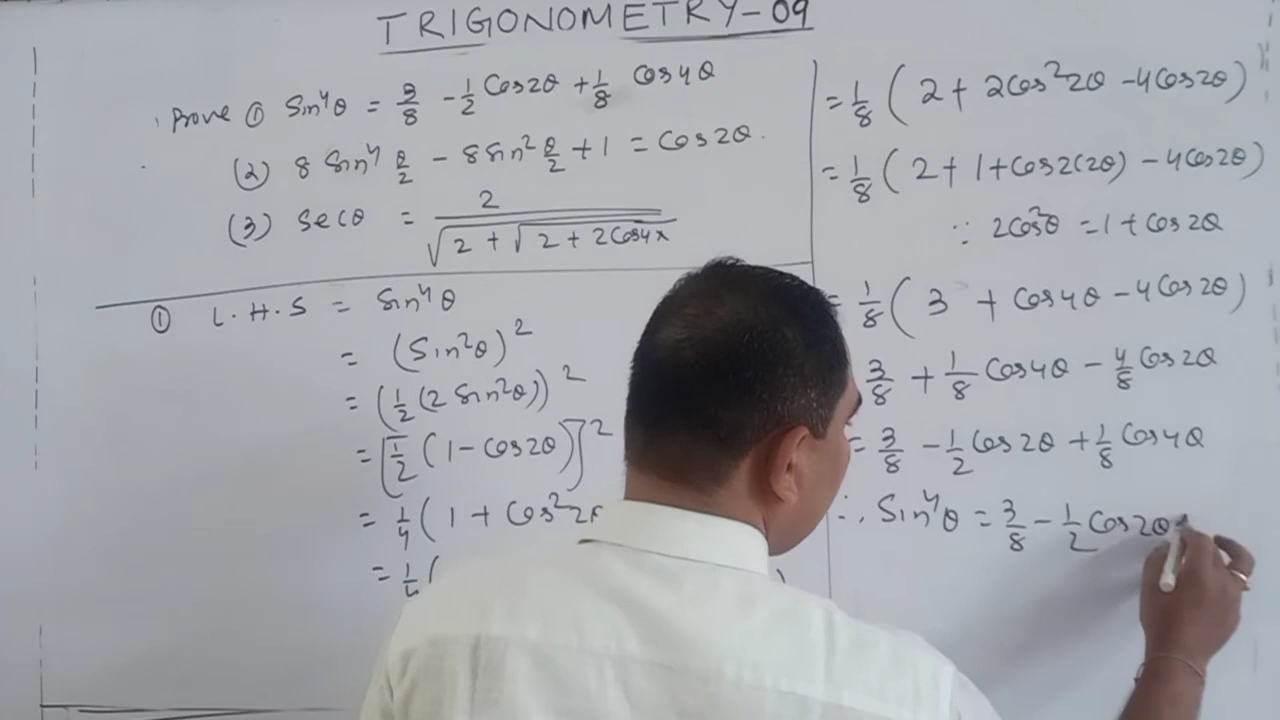 TRIGONOMETRY-09
Prove ① Sin⁴θ = 3/8 - 1/2 Cos2θ + 1/8 Cos4θ
(2) 8 Sin⁴ θ/2 - 8 Sin² θ/2 + 1 = Cos2θ.
(3) Secθ = 2/√(2 + √(2 + 2Cos4x))
① L.H.S = Sin⁴θ
= (Sin²θ)²
= (1/2 (2 Sin²θ))²
= [1/2 (1 - Cos2θ)]²
= 1/4 ( 1 + Cos²2θ
=
= 1/8 ( 2 + 2Cos²2θ - 4Cos2θ)
= 1/8 ( 2 + 1 + Cos2(2θ) - 4Cos2θ)
∵ 2Cos²θ = 1 + Cos2θ
= 1/8 ( 3 + Cos4θ - 4Cos2θ)
3/8 + 1/8 Cos4θ - 4/8 Cos2θ
= 3/8 - 1/2 Cos2θ + 1/8 Cos4θ
∴ Sin⁴θ = 3/8 - 1/2 Cos2θ